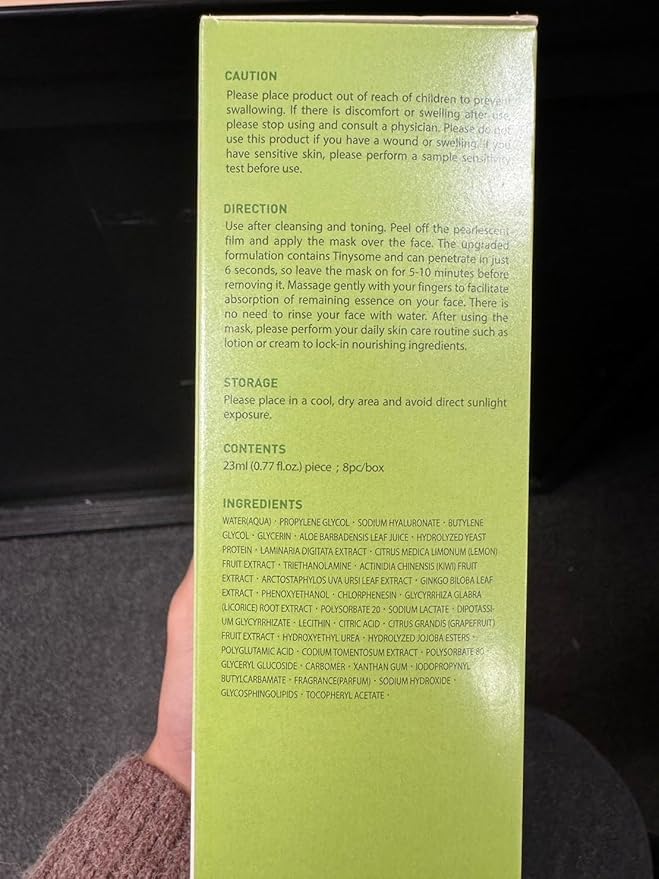 CAUTION
Please place product out of reach of children to prevent
swallowing. If there is discomfort or swelling after use,
please stop using and consult a physician. Please do not
use this product if you have a wound or swelling. If you
have sensitive skin, please perform a sample sensitivity
test before use.
DIRECTION
Use after cleansing and toning. Peel off the pearlescent
film and apply the mask over the face. The upgraded
formulation contains Tinysome and can penetrate in just
6 seconds, so leave the mask on for 5-10 minutes before
removing it. Massage gently with your fingers to facilitate
absorption of remaining essence on your face. There is
no need to rinse your face with water. After using the
mask, please perform your daily skin care routine such as
lotion or cream to lock-in nourishing ingredients.
STORAGE
Please place in a cool, dry area and avoid direct sunlight
exposure.
CONTENTS
23ml (0.77 fl.oz.) piece ; 8pc/box
INGREDIENTS
WATER(AQUA) · PROPYLENE GLYCOL · SODIUM HYALURONATE · BUTYLENE
GLYCOL · GLYCERIN · ALOE BARBADENSIS LEAF JUICE · HYDROLYZED YEAST
PROTEIN · LAMINARIA DIGITATA EXTRACT · CITRUS MEDICA LIMONUM (LEMON)
FRUIT EXTRACT · TRIETHANOLAMINE · ACTINIDIA CHINENSIS (KIWI) FRUIT
EXTRACT · ARCTOSTAPHYLOS UVA URSI LEAF EXTRACT · GINKGO BILOBA LEAF
EXTRACT · PHENOXYETHANOL · CHLORPHENESIN · GLYCYRRHIZA GLABRA
(LICORICE) ROOT EXTRACT · POLYSORBATE 20 · SODIUM LACTATE · DIPOTASSI-
UM GLYCYRRHIZATE · LECITHIN · CITRIC ACID · CITRUS GRANDIS (GRAPEFRUIT)
FRUIT EXTRACT · HYDROXYETHYL UREA · HYDROLYZED JOJOBA ESTERS ·
POLYGLUTAMIC ACID · CODIUM TOMENTOSUM EXTRACT · POLYSORBATE 80 ·
GLYCERYL GLUCOSIDE · CARBOMER · XANTHAN GUM · IODOPROPYNYL
BUTYLCARBAMATE · FRAGRANCE(PARFUM) · SODIUM HYDROXIDE ·
GLYCOSPHINGOLIPIDS · TOCOPHERYL ACETATE ·